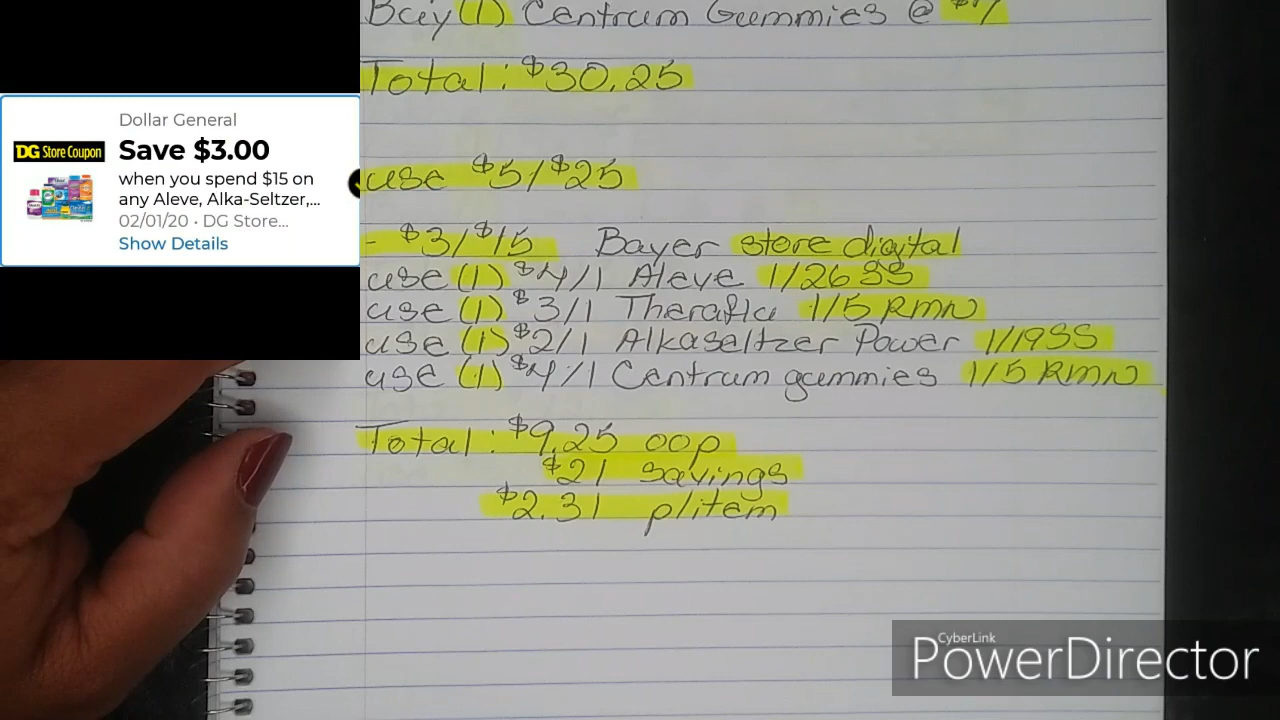 Buy (1) Centrum Gummies @ $7
Total: $30.25
use $5/$25
- $3/$15 Bayer store digital
use (1) $4/1 Aleve 1/26 SS
use (1) $3/1 Theraflu 1/5 RMN
use (1) $2/1 Alkaseltzer Power 1/19SS
use (1) $4/1 Centrum gummies 1/5 RMN
Total: $9.25 oop
$21 savings
$2.31 p/item
Dollar General
DG Store Coupon
Save $3.00
when you spend $15 on
any Aleve, Alka-Seltzer,...
02/01/20 · DG Store...
Show Details
CyberLink
PowerDirector